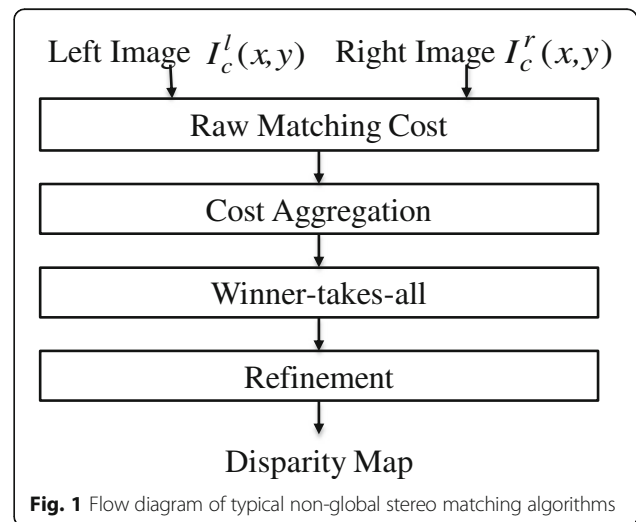 Left Image I_c^l(x,y) Right Image I_c^r(x,y)
Raw Matching Cost
Cost Aggregation
Winner-takes-all
Refinement
Disparity Map
Fig. 1 Flow diagram of typical non-global stereo matching algorithms